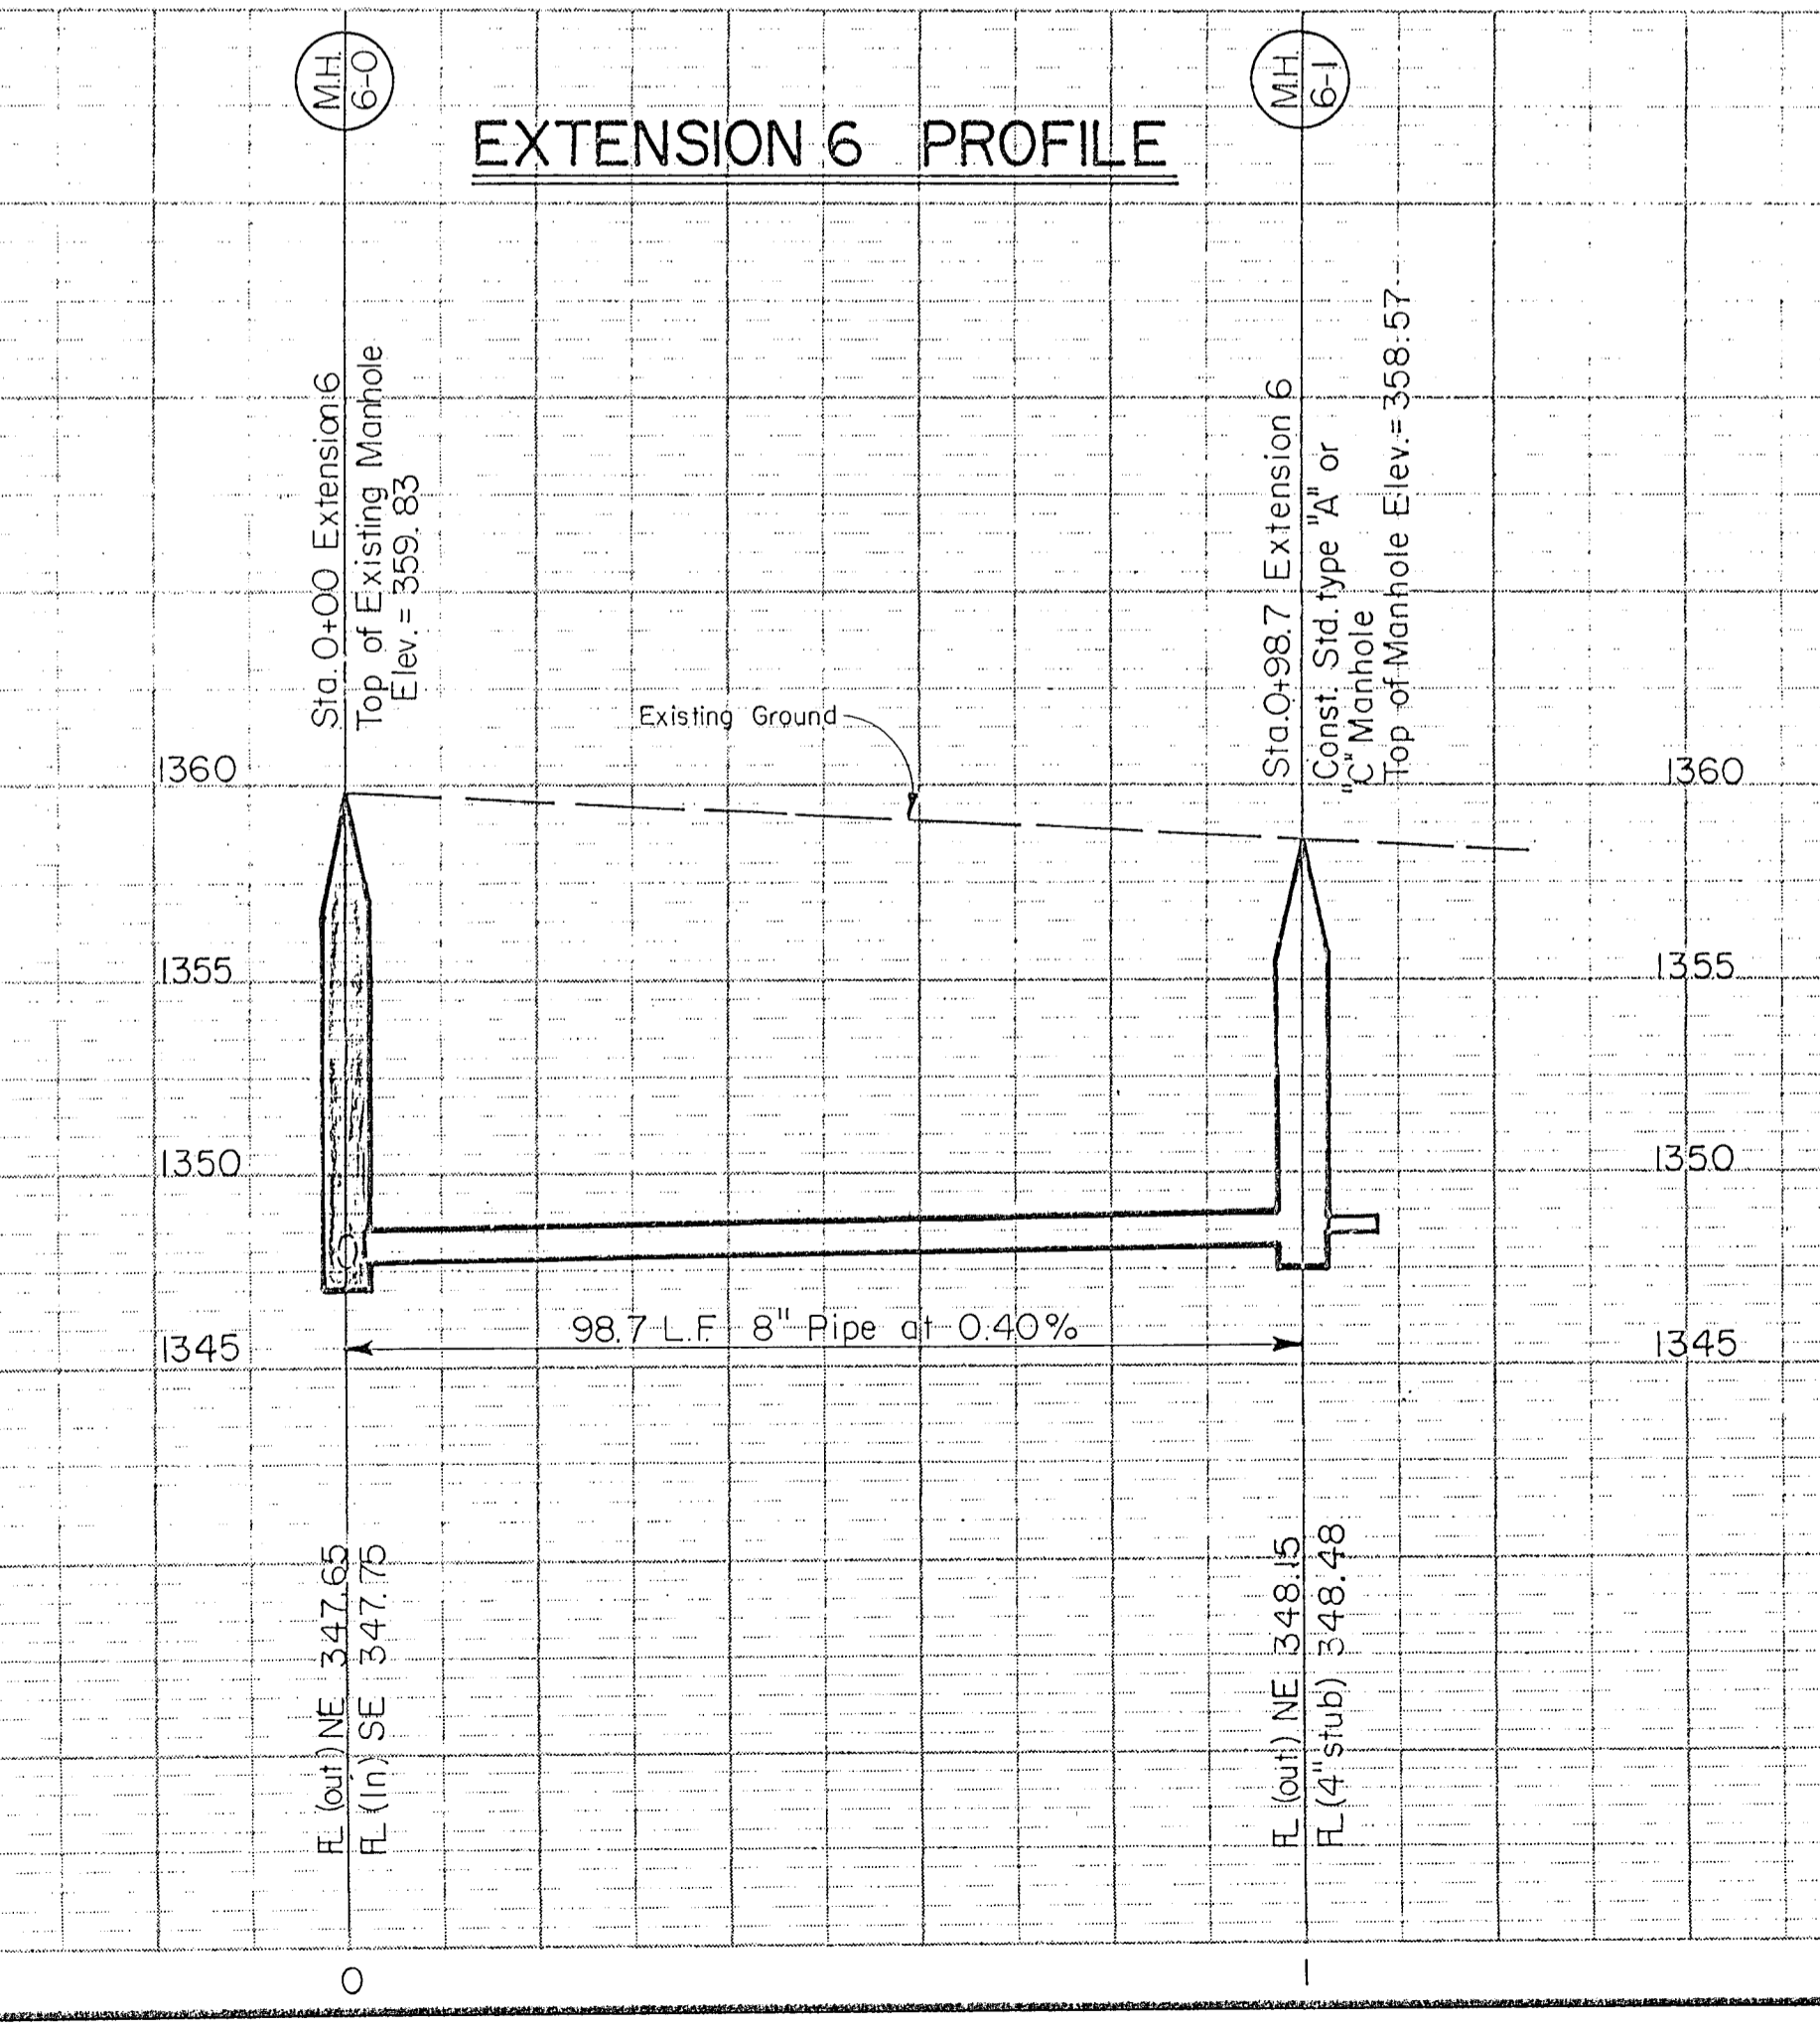 M.H.
6-0
M.H.
6-1
EXTENSION 6 PROFILE
Sta. 0+00 Extension 6
Top of Existing Manhole
Elev. = 359.83
Sta. 0+98.7 Extension 6
Const. Std. type "A" or
"C" Manhole
Top of Manhole Elev. = 358.57
Existing Ground
1360
1360
1355
1355
1350
1350
98.7 L.F. 8" Pipe at 0.40%
1345
1345
FL (out) NE 347.65
FL (In) SE 347.75
FL (out) NE 348.15
FL (4" stub) 348.48
0
1